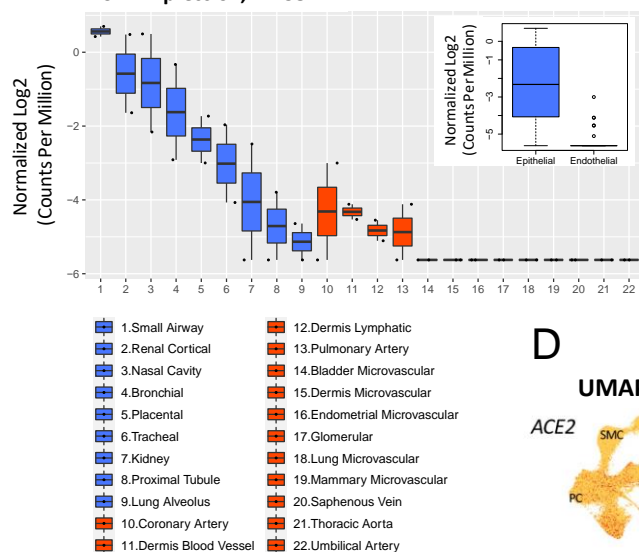 Normalized Log2
(Counts Per Million)
0
−2
−4
−6
1 2 3 4 5 6 7 8 9 10 11 12 13 14 15 16 17 18 19 20 21 22
Normalized Log2
(Counts Per Million)
−1
−3
−5
Epithelial Endothelial
1.Small Airway
2.Renal Cortical
3.Nasal Cavity
4.Bronchial
5.Placental
6.Tracheal
7.Kidney
8.Proximal Tubule
9.Lung Alveolus
10.Coronary Artery
11.Dermis Blood Vessel
12.Dermis Lymphatic
13.Pulmonary Artery
14.Bladder Microvascular
15.Dermis Microvascular
16.Endometrial Microvascular
17.Glomerular
18.Lung Microvascular
19.Mammary Microvascular
20.Saphenous Vein
21.Thoracic Aorta
22.Umbilical Artery
D
UMAP
ACE2
SMC
PC